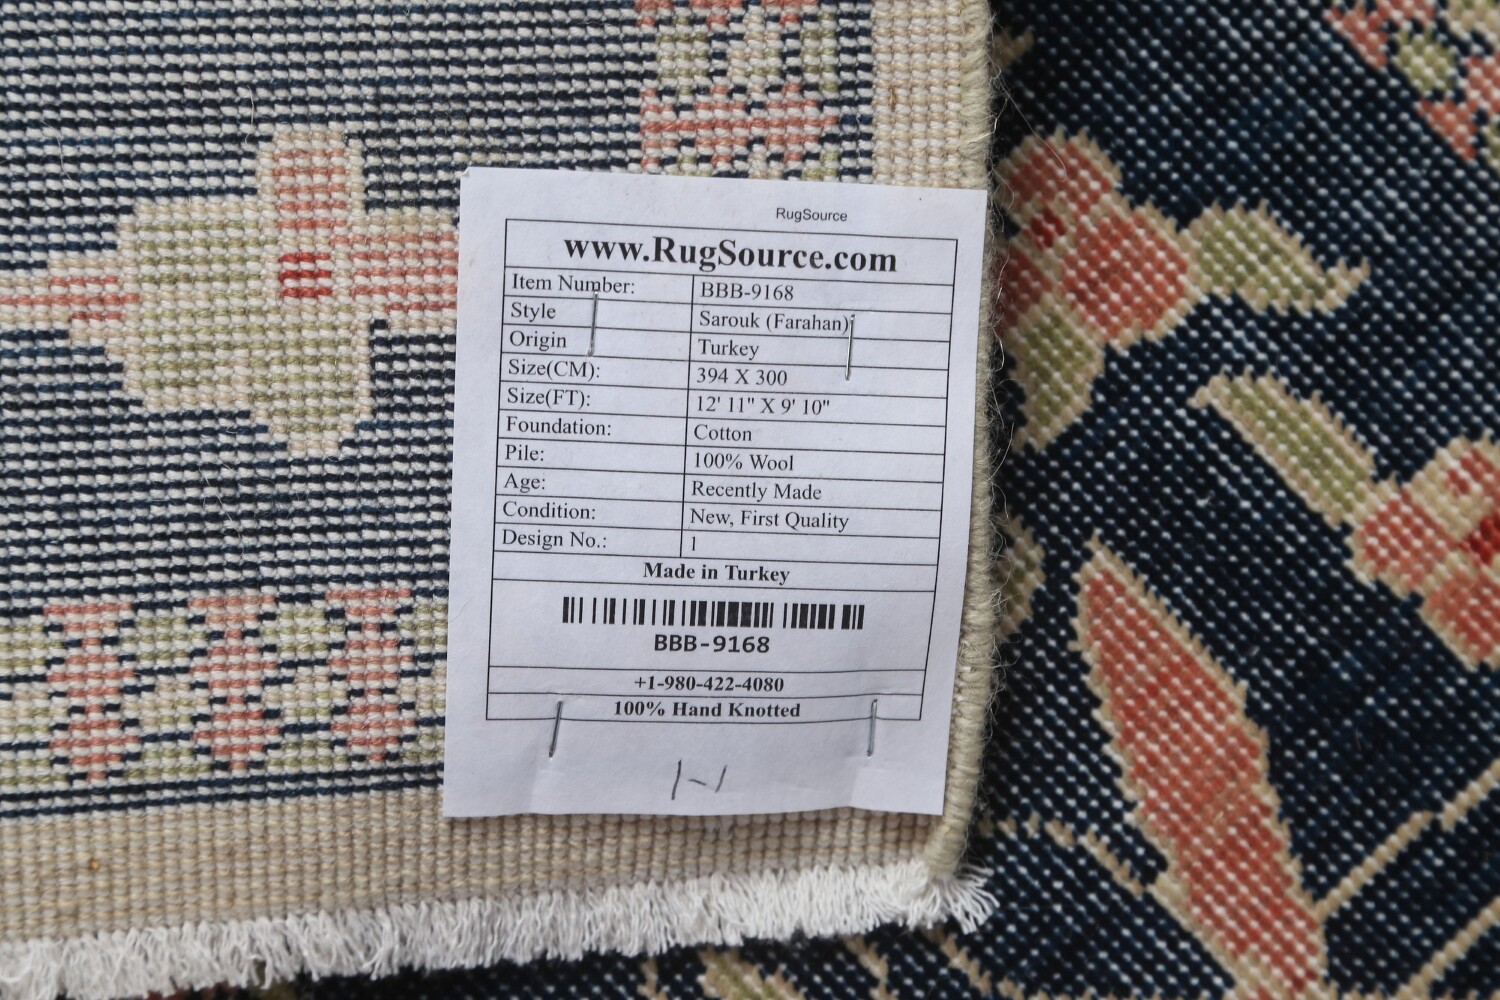 RugSource
www.RugSource.com
Item Number: BBB-9168
Style Sarouk (Farahan)
Origin Turkey
Size(CM): 394 X 300
Size(FT): 12' 11" X 9' 10"
Foundation: Cotton
Pile: 100% Wool
Age: Recently Made
Condition: New, First Quality
Design No.: 1
Made in Turkey
BBB-9168
+1-980-422-4080
100% Hand Knotted